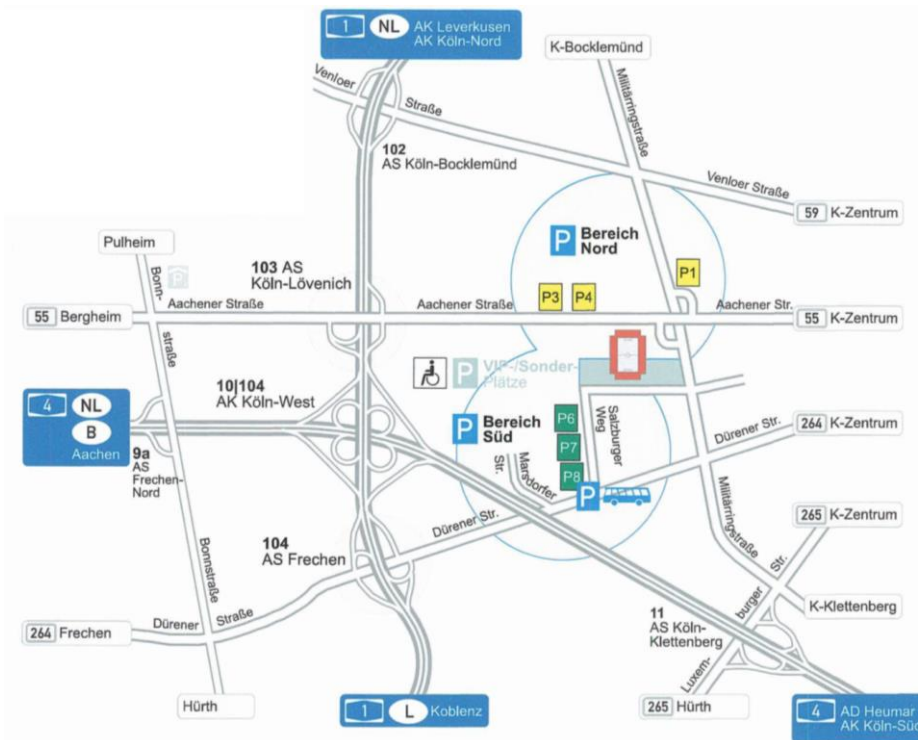 1 NL AK Leverkusen
AK Köln-Nord
K-Bocklemünd
Venloer
Straße
Militärringstraße
102
AS Köln-Bocklemünd
Venloer Straße
59 K-Zentrum
Pulheim
P Bereich
Nord
Bonn-
straße
P
103 AS
Köln-Lövenich
P1
P3
P4
Aachener Straße
Aachener Straße
Aachener Str.
55 Bergheim
55 K-Zentrum
P VIP-/Sonder-
Plätze
10|104
AK Köln-West
4 NL
B
Aachen
P Bereich
Süd
P6
P7
P8
Salzburger
Weg
Dürener Str.
264 K-Zentrum
9a
AS
Frechen-
Nord
Marsdorfer
Str.
P
Militärringstraße
265 K-Zentrum
Dürener Str.
104
AS Frechen
Bonnstraße
Luxem-
burger
Str.
K-Klettenberg
11
AS Köln-
Klettenberg
264 Frechen
Dürener
Straße
Hürth
1 L Koblenz
265 Hürth
4 AD Heumar
AK Köln-Süd